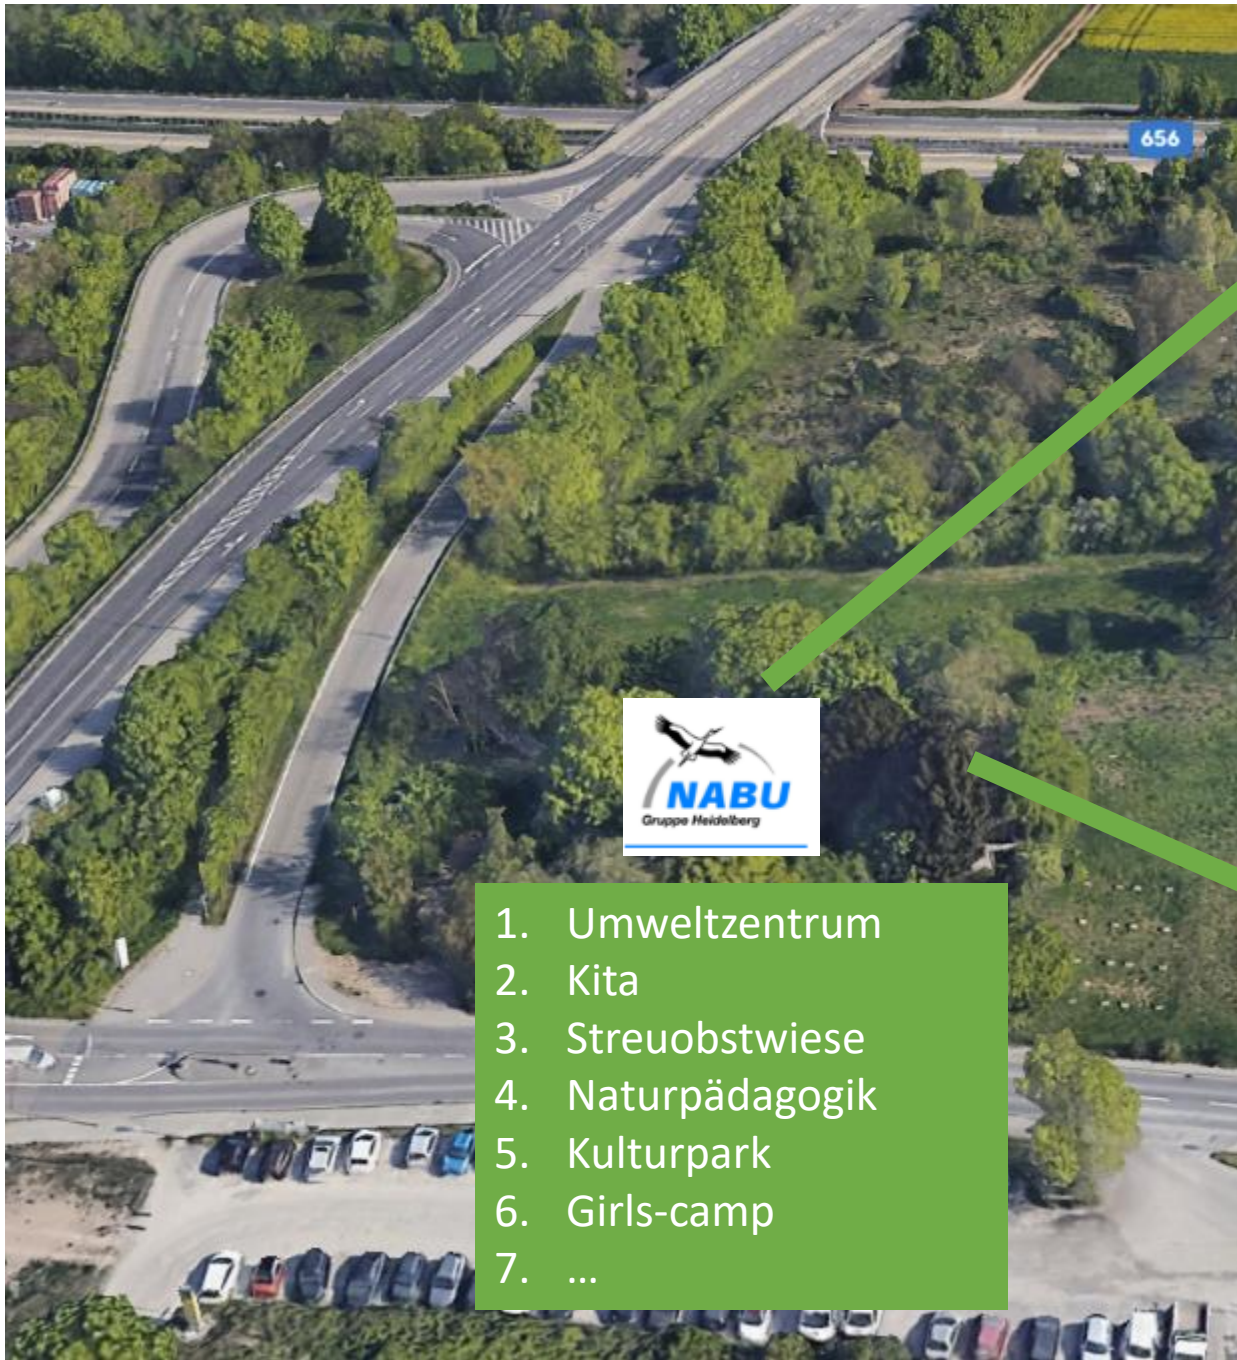 656
NABU
Gruppe Heidelberg
1. Umweltzentrum
2. Kita
3. Streuobstwiese
4. Naturpädagogik
5. Kulturpark
6. Girls-camp
7. ...